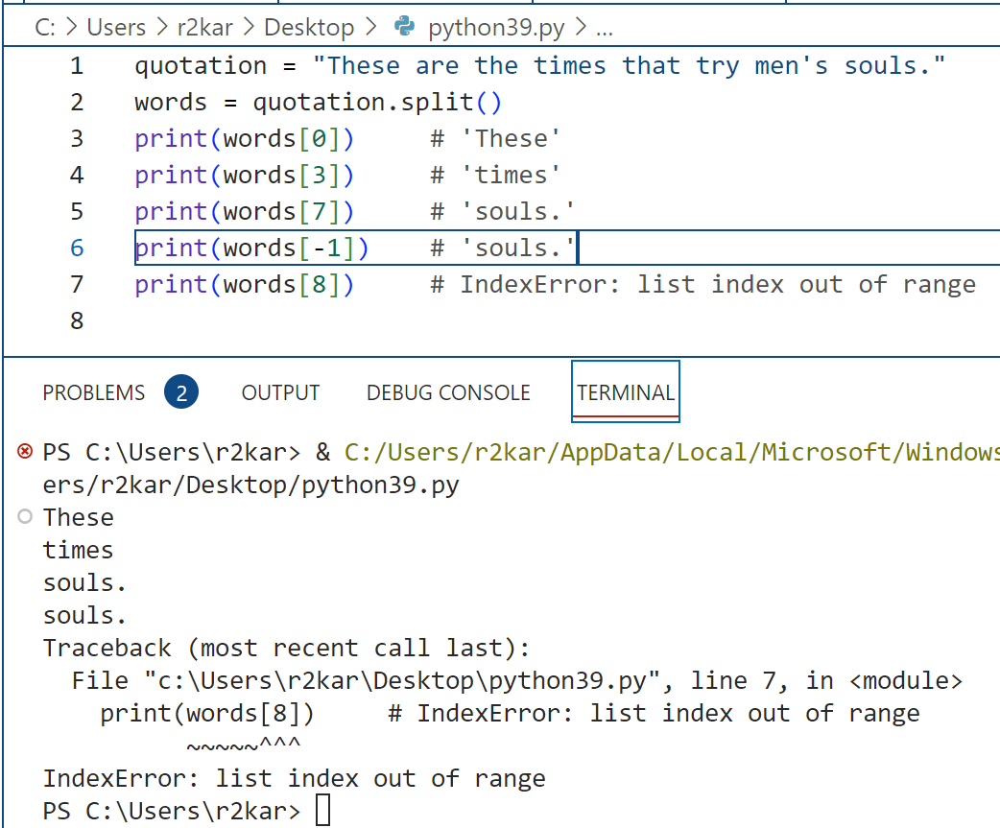 C: > Users > r2kar > Desktop > python39.py > ...
1 quotation = "These are the times that try men's souls."
2 words = quotation.split()
3 print(words[0])     # 'These'
4 print(words[3])     # 'times'
5 print(words[7])     # 'souls.'
6 print(words[-1])    # 'souls.'
7 print(words[8])     # IndexError: list index out of range
8
PROBLEMS 2 OUTPUT DEBUG CONSOLE TERMINAL
PS C:\Users\r2kar> & C:/Users/r2kar/AppData/Local/Microsoft/Windows
ers/r2kar/Desktop/python39.py
These
times
souls.
souls.
Traceback (most recent call last):
  File "c:\Users\r2kar\Desktop\python39.py", line 7, in <module>
    print(words[8])     # IndexError: list index out of range
          ~~~~~^^^
IndexError: list index out of range
PS C:\Users\r2kar>